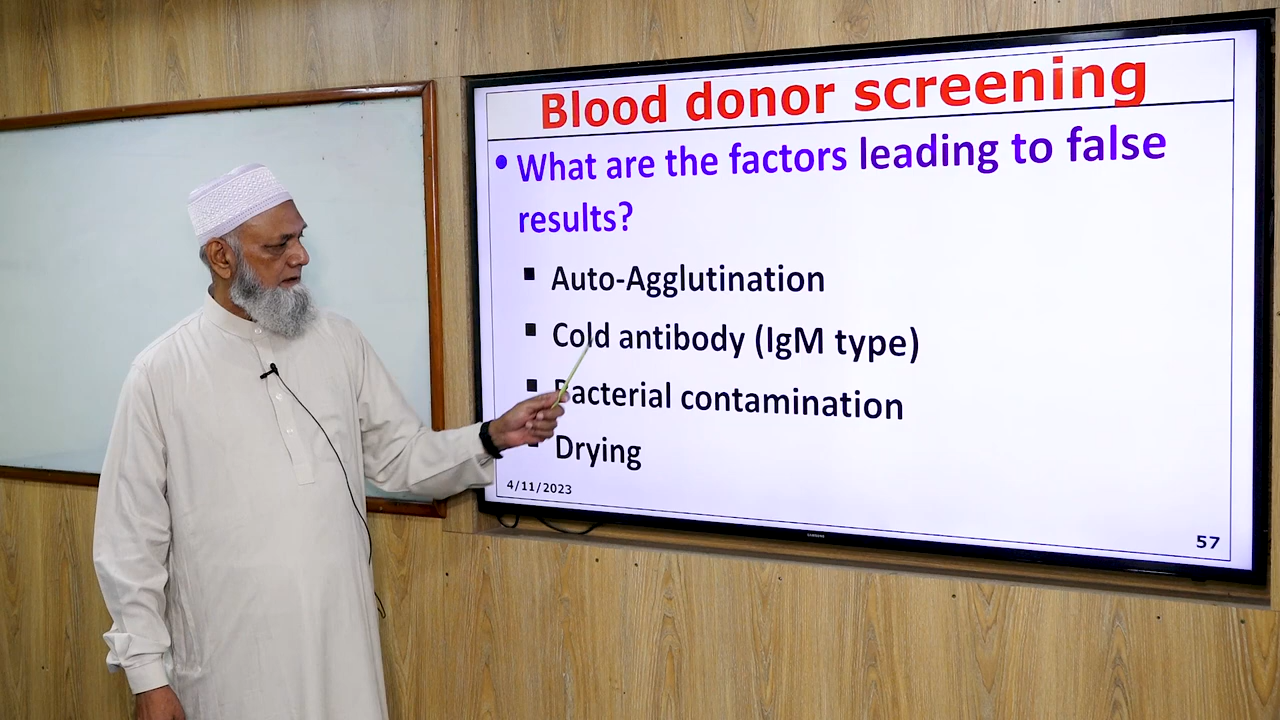 Blood donor screening
• What are the factors leading to false
results?
▪ Auto-Agglutination
▪ Cold antibody (IgM type)
▪ Bacterial contamination
▪ Drying
4/11/2023
57
SAMSUNG